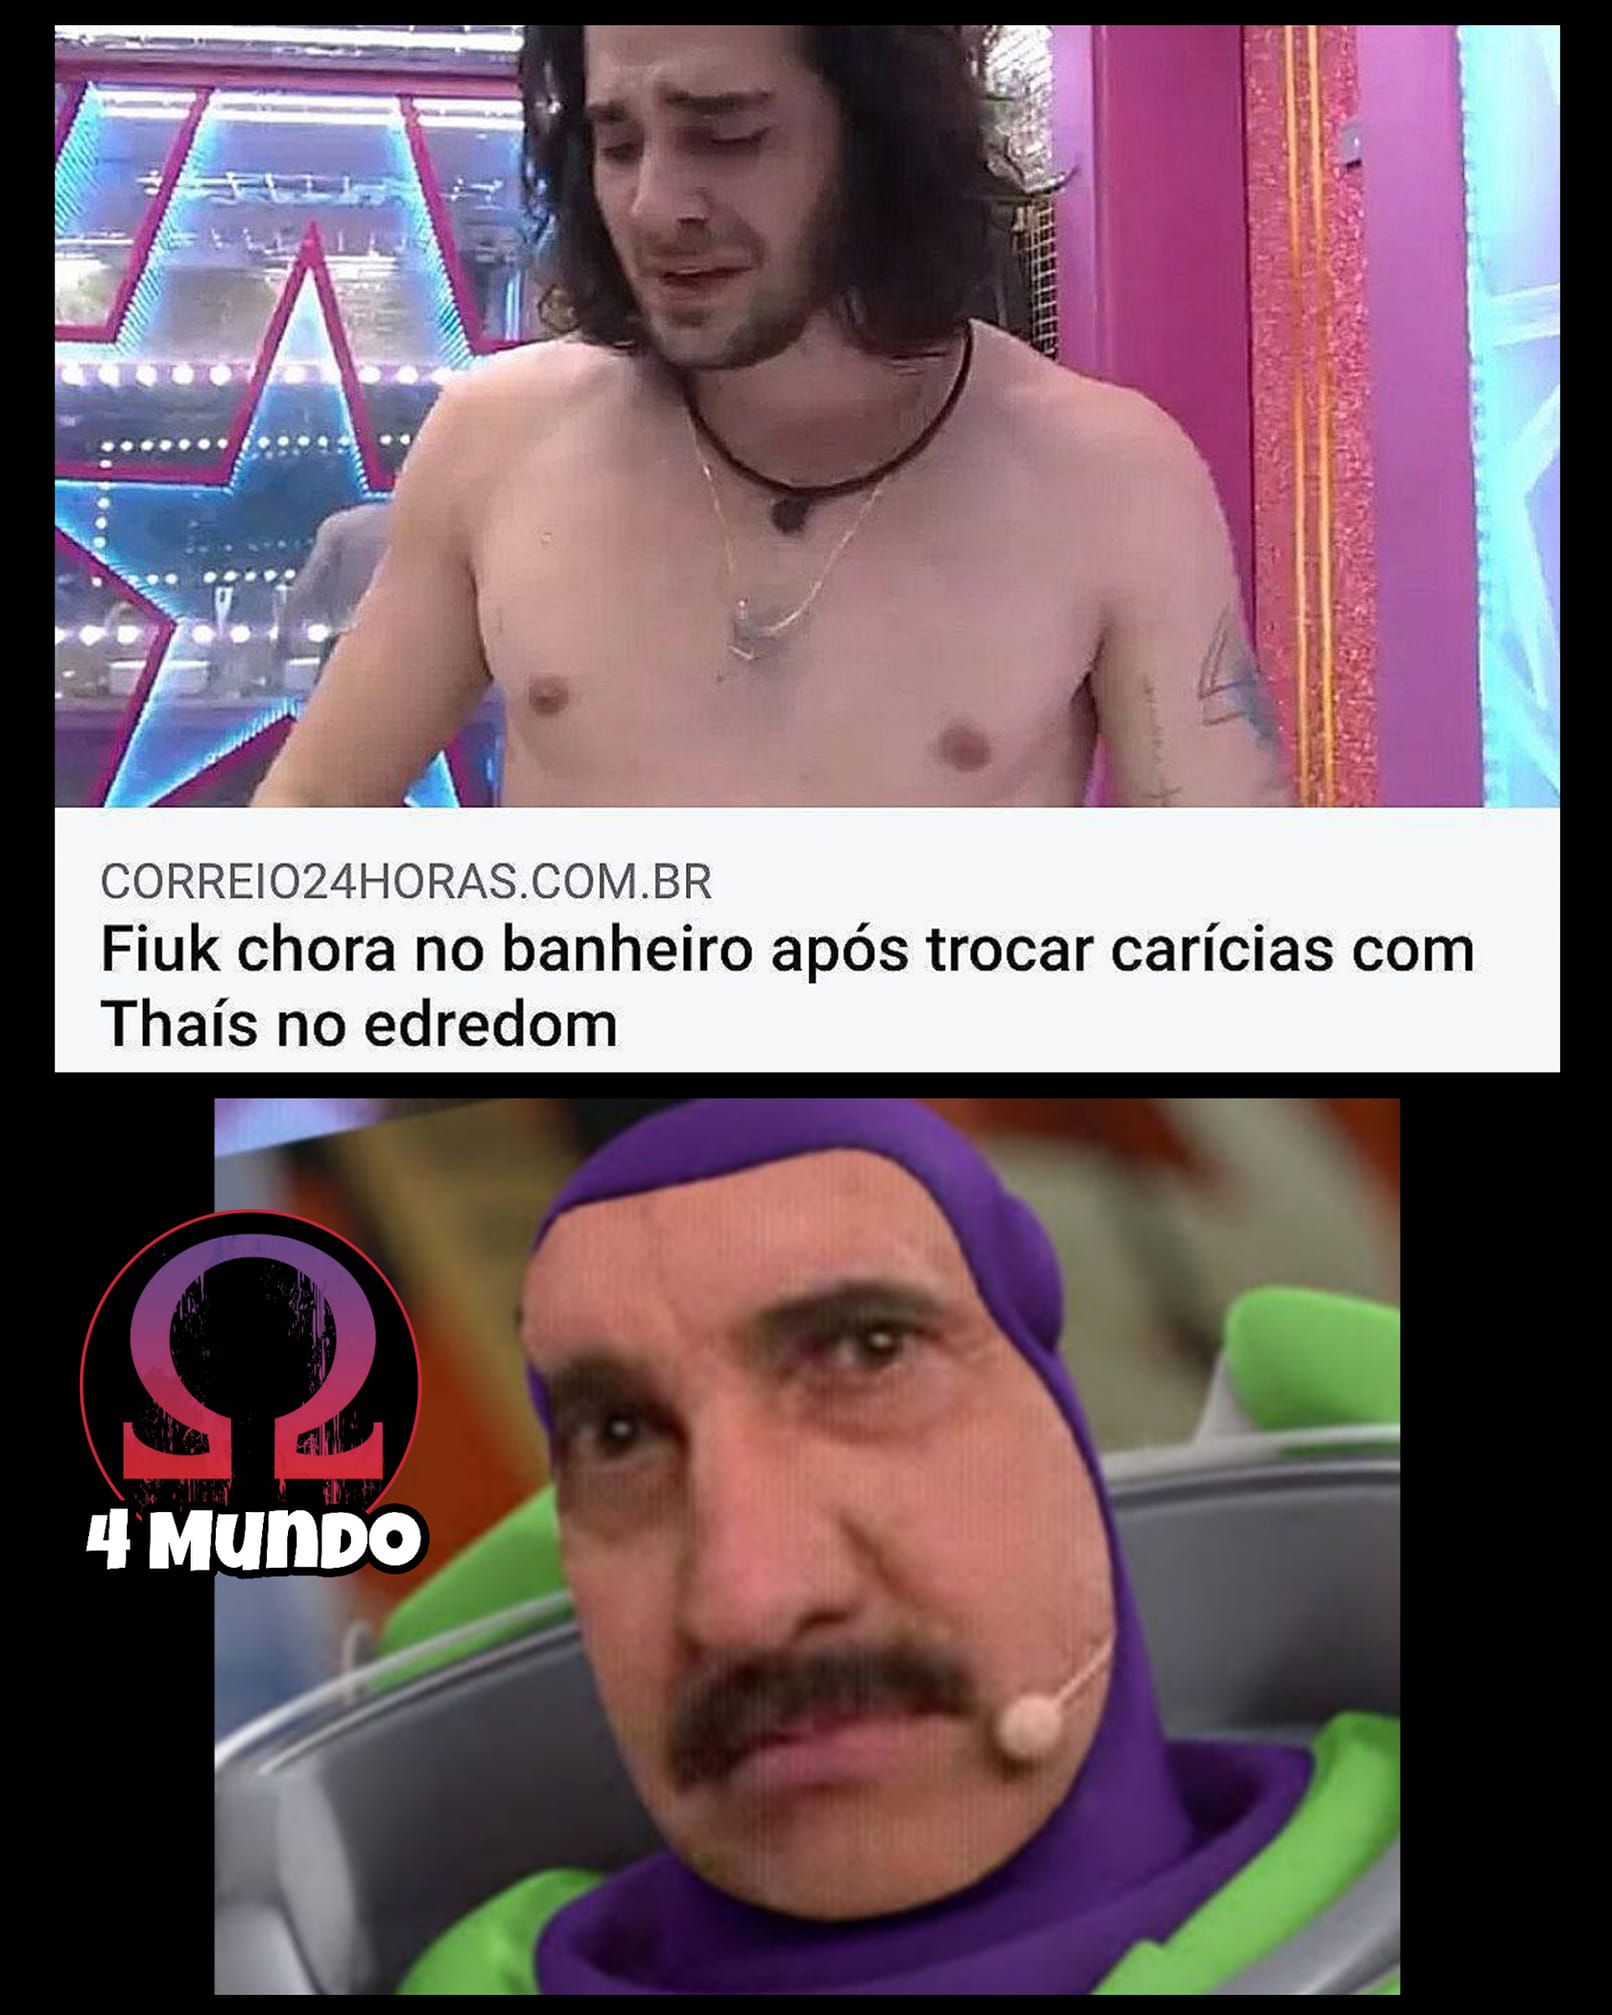 CORREIO24HORAS.COM.BR
Fiuk chora no banheiro após trocar carícias com
Thaís no edredom
Ω
4 Mundo